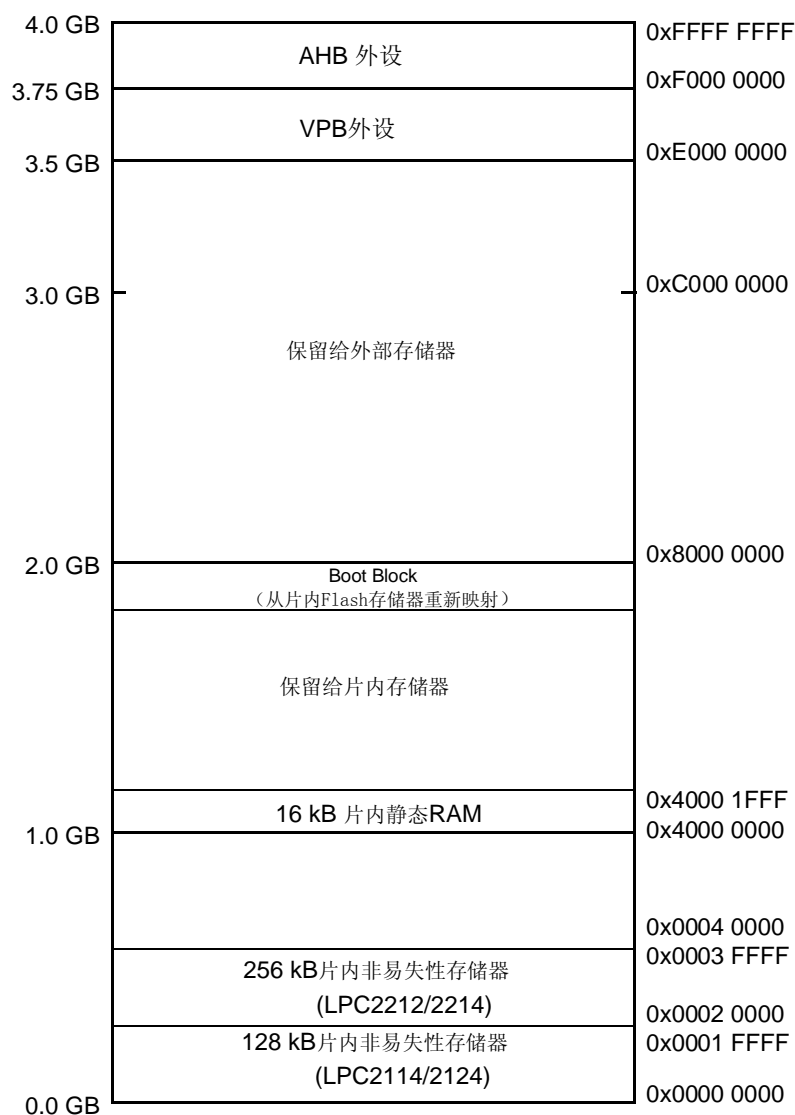 4.0 GB
0xFFFF FFFF
AHB 外设
3.75 GB
0xF000 0000
VPB外设
3.5 GB
0xE000 0000
3.0 GB
0xC000 0000
保留给外部存储器
2.0 GB
0x8000 0000
Boot Block
（从片内Flash存储器重新映射）
保留给片内存储器
0x4000 1FFF
16 kB 片内静态RAM
1.0 GB
0x4000 0000
0x0004 0000
0x0003 FFFF
256 kB片内非易失性存储器
(LPC2212/2214)
0x0002 0000
128 kB片内非易失性存储器
0x0001 FFFF
(LPC2114/2124)
0.0 GB
0x0000 0000